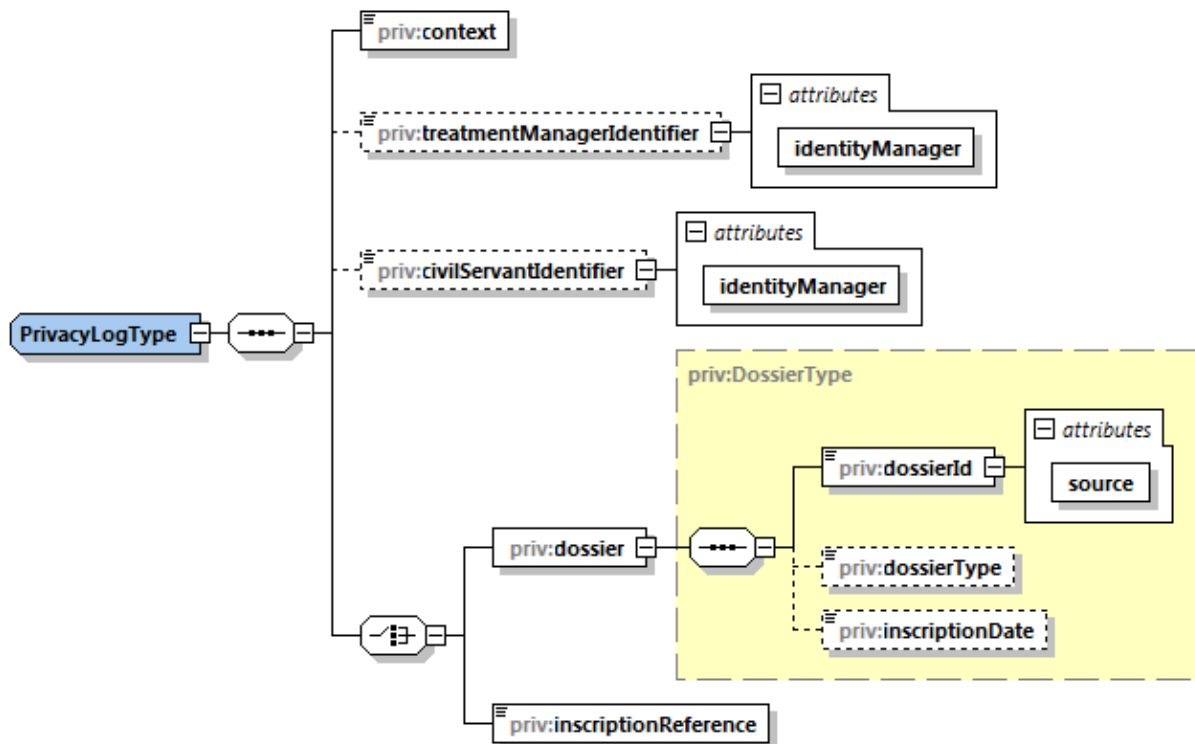 priv:context
attributes
priv:treatmentManagerIdentifier
identityManager
attributes
priv:civilServantIdentifier
identityManager
PrivacyLogType
priv:DossierType
attributes
priv:dossierId
source
priv:dossier
priv:dossierType
priv:inscriptionDate
priv:inscriptionReference